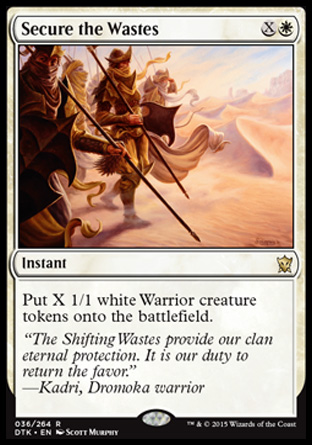 Secure the Wastes X
Instant
Put X 1/1 white Warrior creature
tokens onto the battlefield.
“The Shifting Wastes provide our clan
eternal protection. It is our duty to
return the favor.”
—Kadri, Dromoka warrior
036/264 R
DTK • EN SCOTT MURPHY
™ & © 2015 Wizards of the Coast